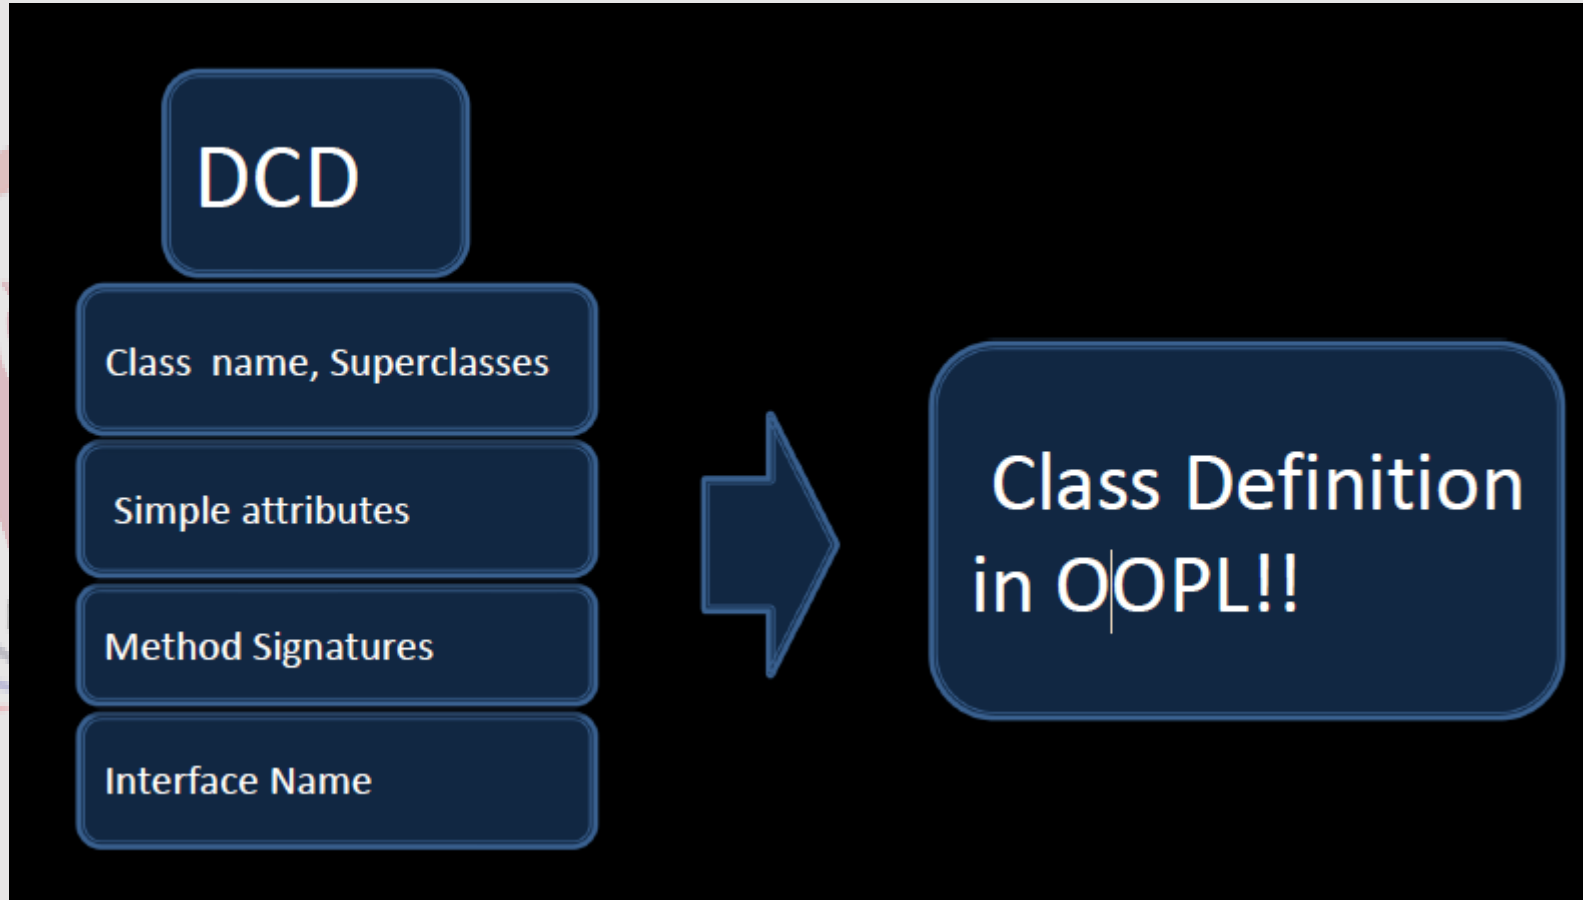 DCD
Class name, Superclasses
Simple attributes
Method Signatures
Interface Name
Class Definition
in OOPL!!